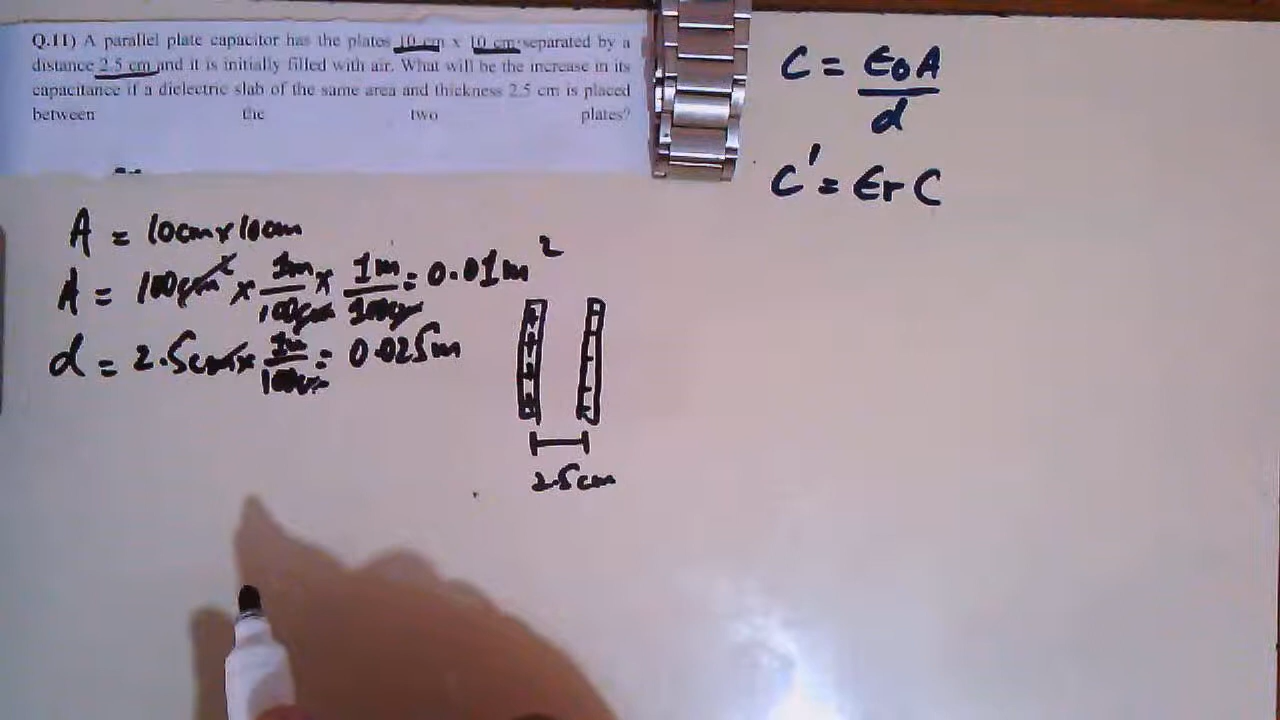 Q.11) A parallel plate capacitor has the plates 10 cm x 10 cm separated by a
distance 2.5 cm and it is initially filled with air. What will be the increase in its
capacitance if a dielectric slab of the same area and thickness 2.5 cm is placed
between the two plates?
C = ε0A/d
C' = εr C
A = 10cm x 10cm
A = 100cm² x 1m/100cm x 1m/100cm = 0.01m²
d = 2.5cm x 1m/100cm = 0.025m
2.5cm